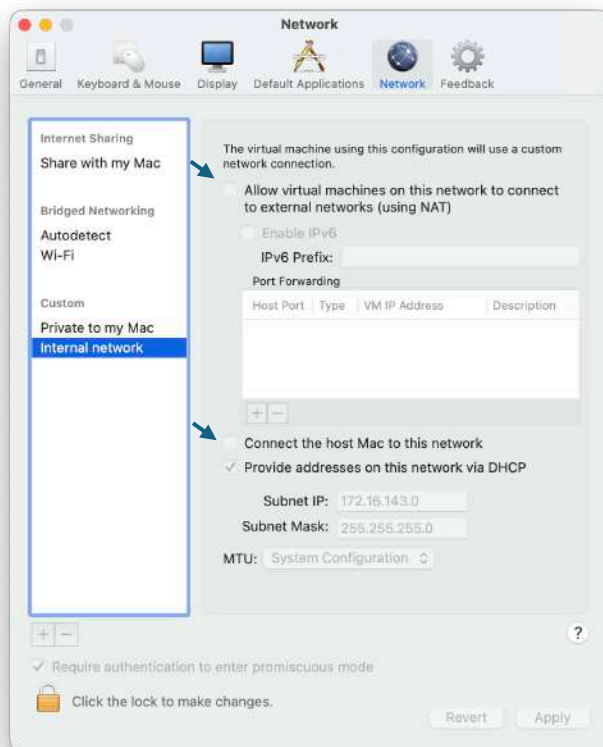 Network
General Keyboard & Mouse Display Default Applications Network Feedback
Internet Sharing
Share with my Mac
Bridged Networking
Autodetect
Wi-Fi
Custom
Private to my Mac
Internal network
The virtual machine using this configuration will use a custom
network connection.
Allow virtual machines on this network to connect
to external networks (using NAT)
Enable IPv6
IPv6 Prefix:
Port Forwarding
Host Port Type VM IP Address Description
+ −
Connect the host Mac to this network
Provide addresses on this network via DHCP
Subnet IP: 172.16.143.0
Subnet Mask: 255.255.255.0
MTU: System Configuration
+ −
?
Require authentication to enter promiscuous mode
Click the lock to make changes.
Revert Apply